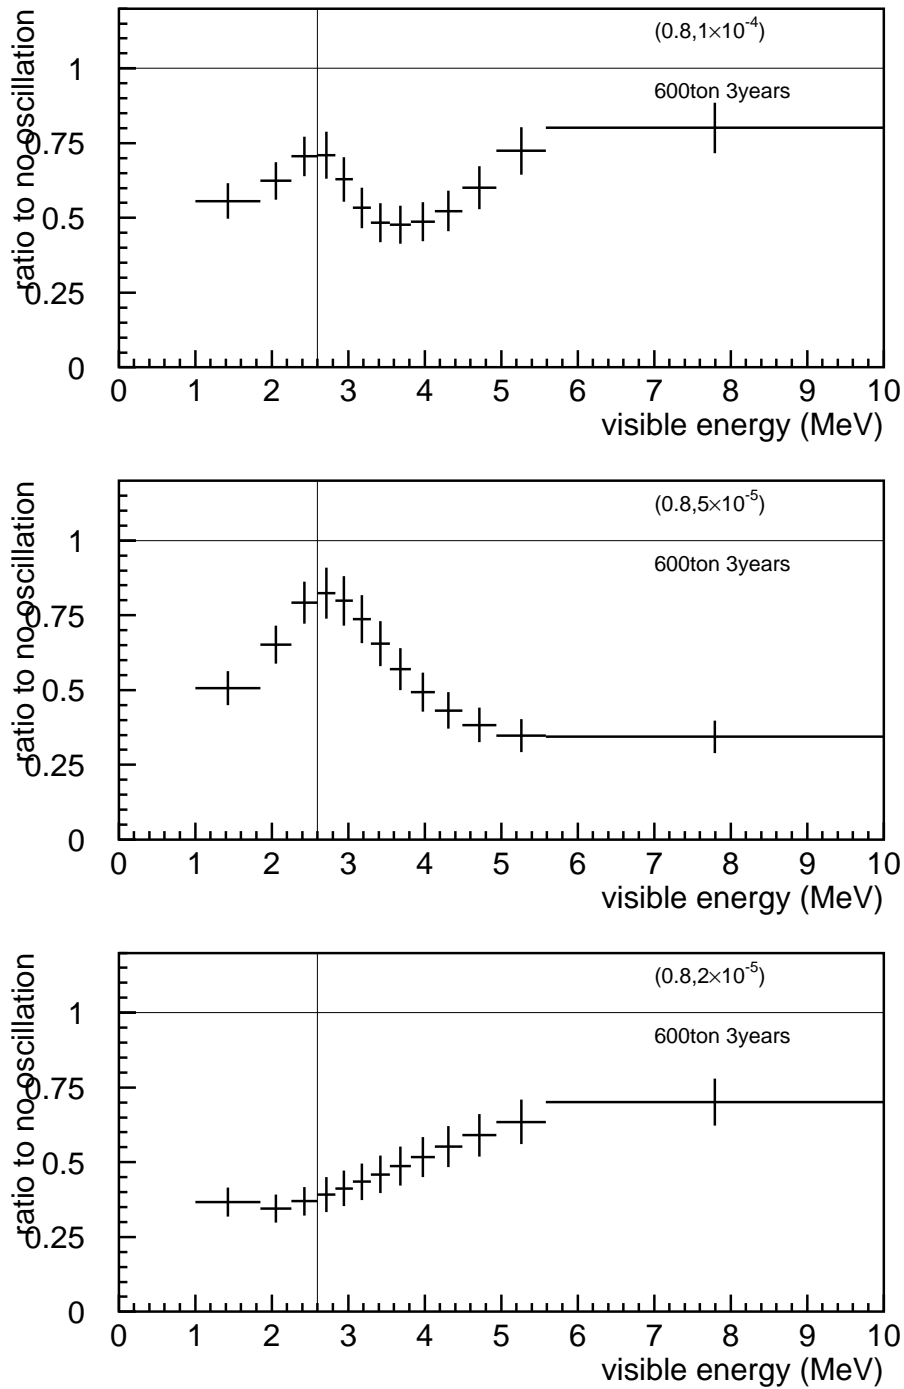 (0.8,1×10⁻⁴)
600ton 3years
ratio to no oscillation
1
0.75
0.5
0.25
0
0 1 2 3 4 5 6 7 8 9 10
visible energy (MeV)
(0.8,5×10⁻⁵)
600ton 3years
ratio to no oscillation
1
0.75
0.5
0.25
0
0 1 2 3 4 5 6 7 8 9 10
visible energy (MeV)
(0.8,2×10⁻⁵)
600ton 3years
ratio to no oscillation
1
0.75
0.5
0.25
0
0 1 2 3 4 5 6 7 8 9 10
visible energy (MeV)